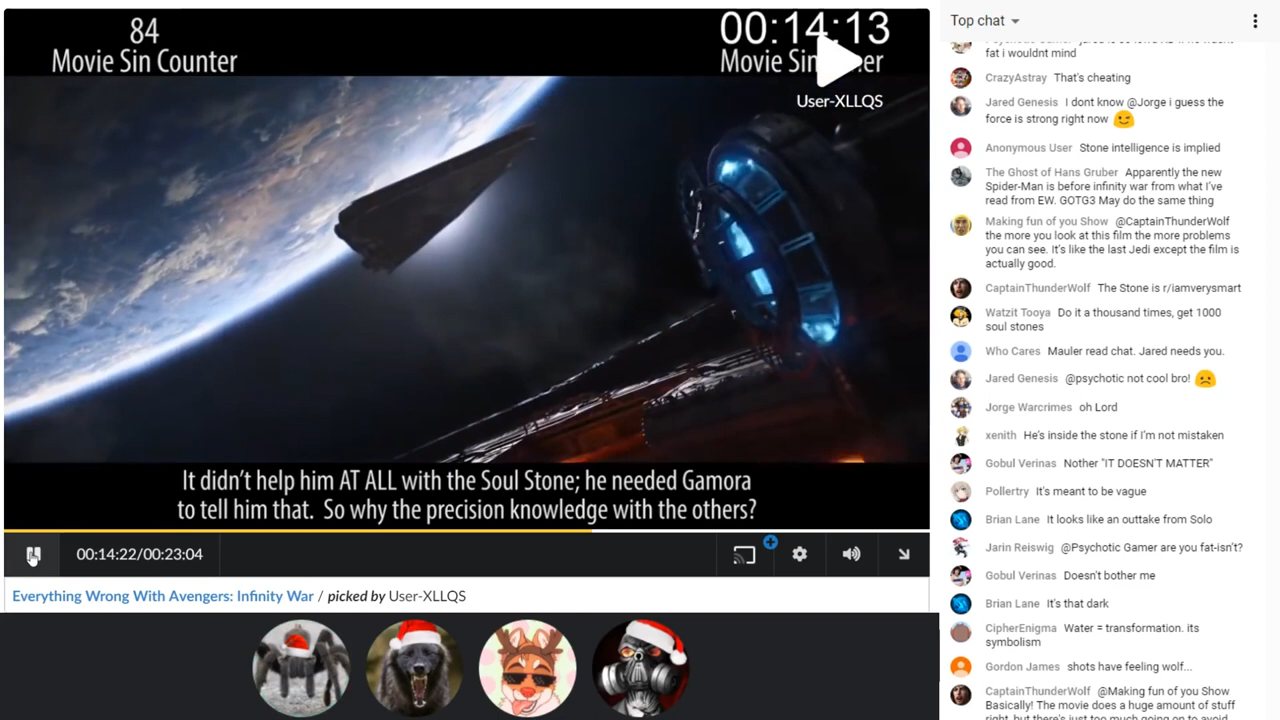 84
Movie Sin Counter
00:14:13
Movie Sin er
User-XLLQS
It didn't help him AT ALL with the Soul Stone; he needed Gamora
to tell him that. So why the precision knowledge with the others?
00:14:22/00:23:04
Everything Wrong With Avengers: Infinity War / picked by User-XLLQS
Top chat
fat i wouldnt mind
CrazyAstray That's cheating
Jared Genesis I dont know @Jorge i guess the
force is strong right now
Anonymous User Stone intelligence is implied
The Ghost of Hans Gruber Apparently the new
Spider-Man is before infinity war from what I've
read from EW. GOTG3 May do the same thing
Making fun of you Show @CaptainThunderWolf
the more you look at this film the more problems
you can see. It's like the last Jedi except the film is
actually good.
CaptainThunderWolf The Stone is r/iamverysmart
Watzit Tooya Do it a thousand times, get 1000
soul stones
Who Cares Mauler read chat. Jared needs you.
Jared Genesis @psychotic not cool bro!
Jorge Warcrimes oh Lord
xenith He's inside the stone if I'm not mistaken
Gobul Verinas Nother "IT DOESN'T MATTER"
Pollertry It's meant to be vague
Brian Lane It looks like an outtake from Solo
Jarin Reiswig @Psychotic Gamer are you fat-isn't?
Gobul Verinas Doesn't bother me
Brian Lane It's that dark
CipherEnigma Water = transformation. its
symbolism
Gordon James shots have feeling wolf...
CaptainThunderWolf @Making fun of you Show
Basically! The movie does a huge amount of stuff
right, but there's just too much going on to avoid